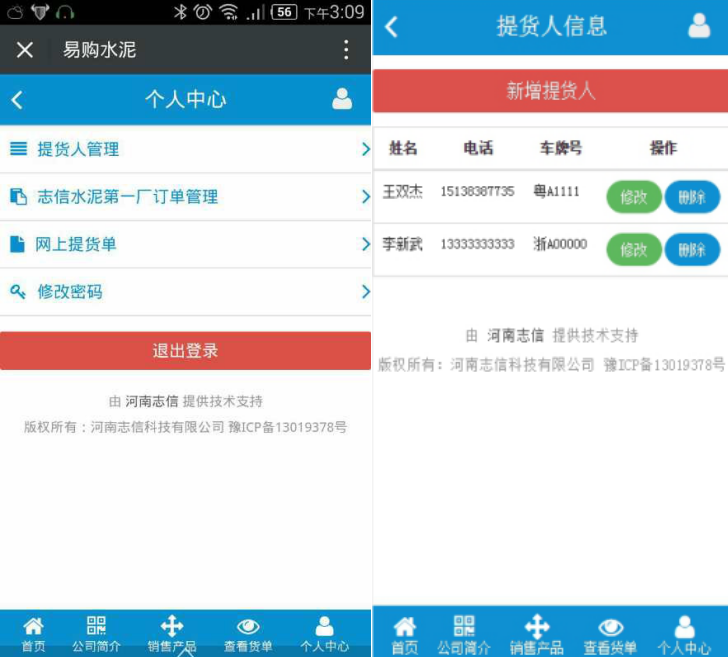 56 下午3:09
易购水泥
个人中心
提货人管理
志信水泥第一厂订单管理
网上提货单
修改密码
退出登录
由 河南志信 提供技术支持
版权所有：河南志信科技有限公司 豫ICP备13019378号
首页 公司简介 销售产品 查看货单 个人中心
提货人信息
新增提货人
姓名 电话 车牌号 操作
王双杰 15138387735 粤A1111 修改 删除
李新武 13333333333 浙A00000 修改 删除
由 河南志信 提供技术支持
版权所有：河南志信科技有限公司 豫ICP备13019378号
首页 公司简介 销售产品 查看货单 个人中心